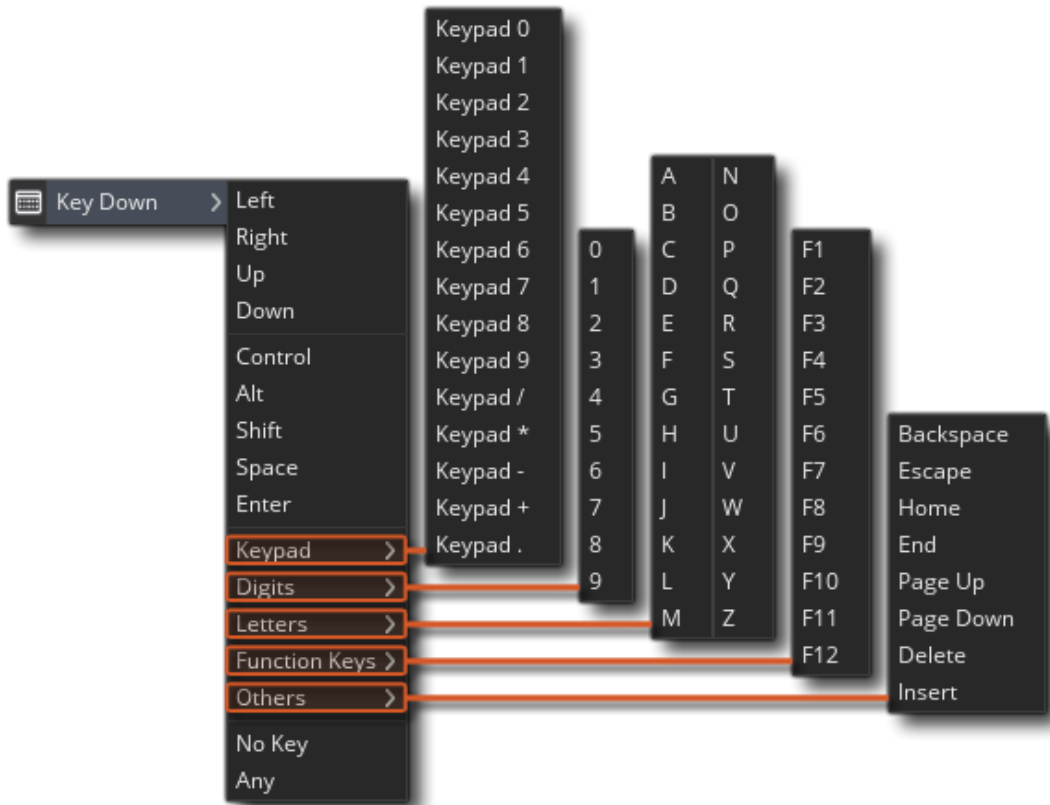 Key Down
Left
Right
Up
Down
Control
Alt
Shift
Space
Enter
Keypad
Digits
Letters
Function Keys
Others
No Key
Any
Keypad 0
Keypad 1
Keypad 2
Keypad 3
Keypad 4
Keypad 5
Keypad 6
Keypad 7
Keypad 8
Keypad 9
Keypad /
Keypad *
Keypad -
Keypad +
Keypad .
0
1
2
3
4
5
6
7
8
9
A
B
C
D
E
F
G
H
I
J
K
L
M
N
O
P
Q
R
S
T
U
V
W
X
Y
Z
F1
F2
F3
F4
F5
F6
F7
F8
F9
F10
F11
F12
Backspace
Escape
Home
End
Page Up
Page Down
Delete
Insert